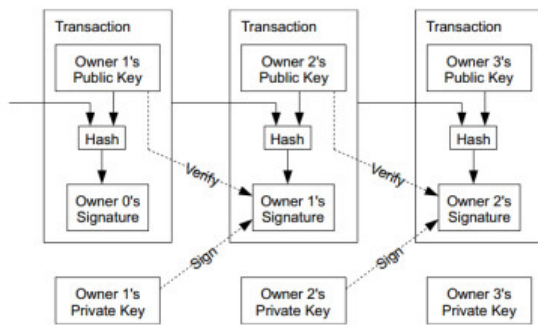 Transaction
Owner 1's
Public Key
Hash
Owner 0's
Signature
Transaction
Owner 2's
Public Key
Hash
Verify
Owner 1's
Signature
Transaction
Owner 3's
Public Key
Hash
Verify
Owner 2's
Signature
Owner 1's
Private Key
Sign
Owner 2's
Private Key
Sign
Owner 3's
Private Key